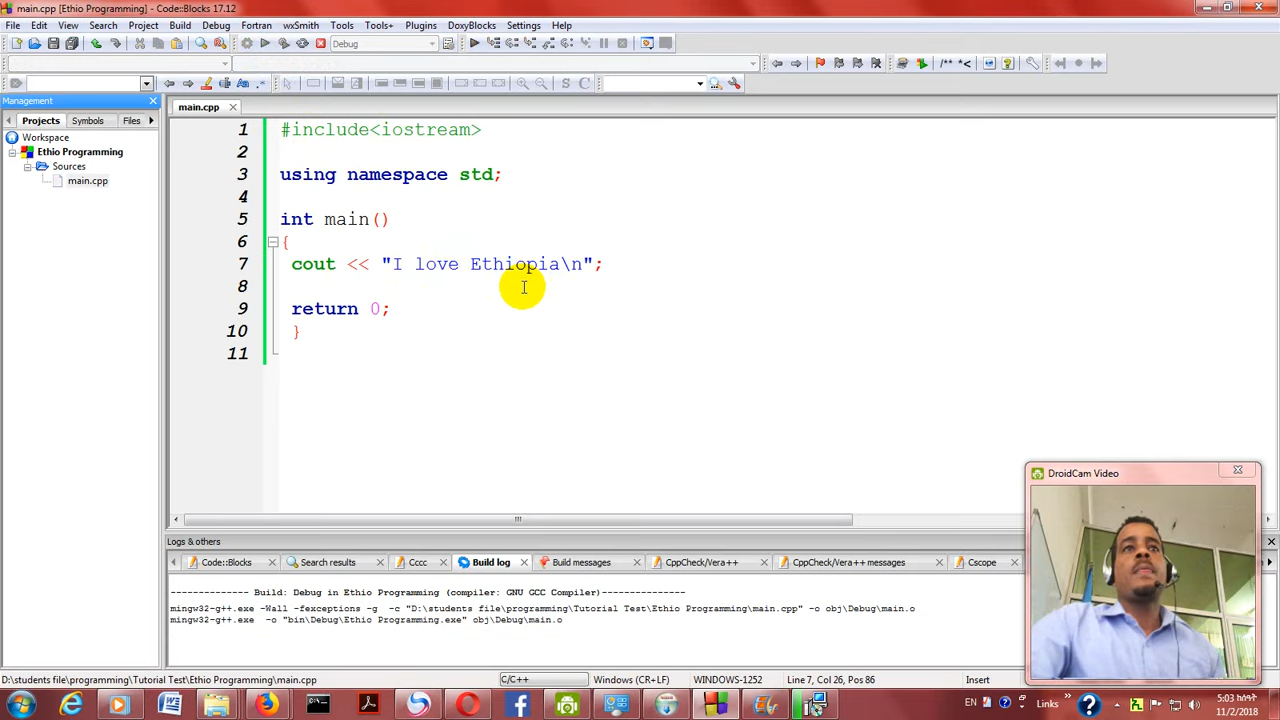 main.cpp [Ethio Programming] - Code::Blocks 17.12
File Edit View Search Project Build Debug Fortran wxSmith Tools Tools+ Plugins DoxyBlocks Settings Help
Debug
Management
main.cpp
Projects Symbols Files
Workspace
Ethio Programming
Sources
main.cpp
1 #include<iostream>
2
3 using namespace std;
4
5 int main()
6 {
7 cout << "I love Ethiopia\n";
8
9 return 0;
10 }
11
DroidCam Video
Logs & others
Code::Blocks Search results Cccc Build log Build messages CppCheck/Vera++ CppCheck/Vera++ messages Cscope
-------------- Build: Debug in Ethio Programming (compiler: GNU GCC Compiler)---------------
mingw32-g++.exe -Wall -fexceptions -g -c "D:\students file\programming\Tutorial Test\Ethio Programming\main.cpp" -o obj\Debug\main.o
mingw32-g++.exe -o "bin\Debug\Ethio Programming.exe" obj\Debug\main.o
D:\students file\programming\Tutorial Test\Ethio Programming\main.cpp C/C++ Windows (CR+LF) WINDOWS-1252 Line 7, Col 26, Pos 86 Insert
EN Links
11/2/2018